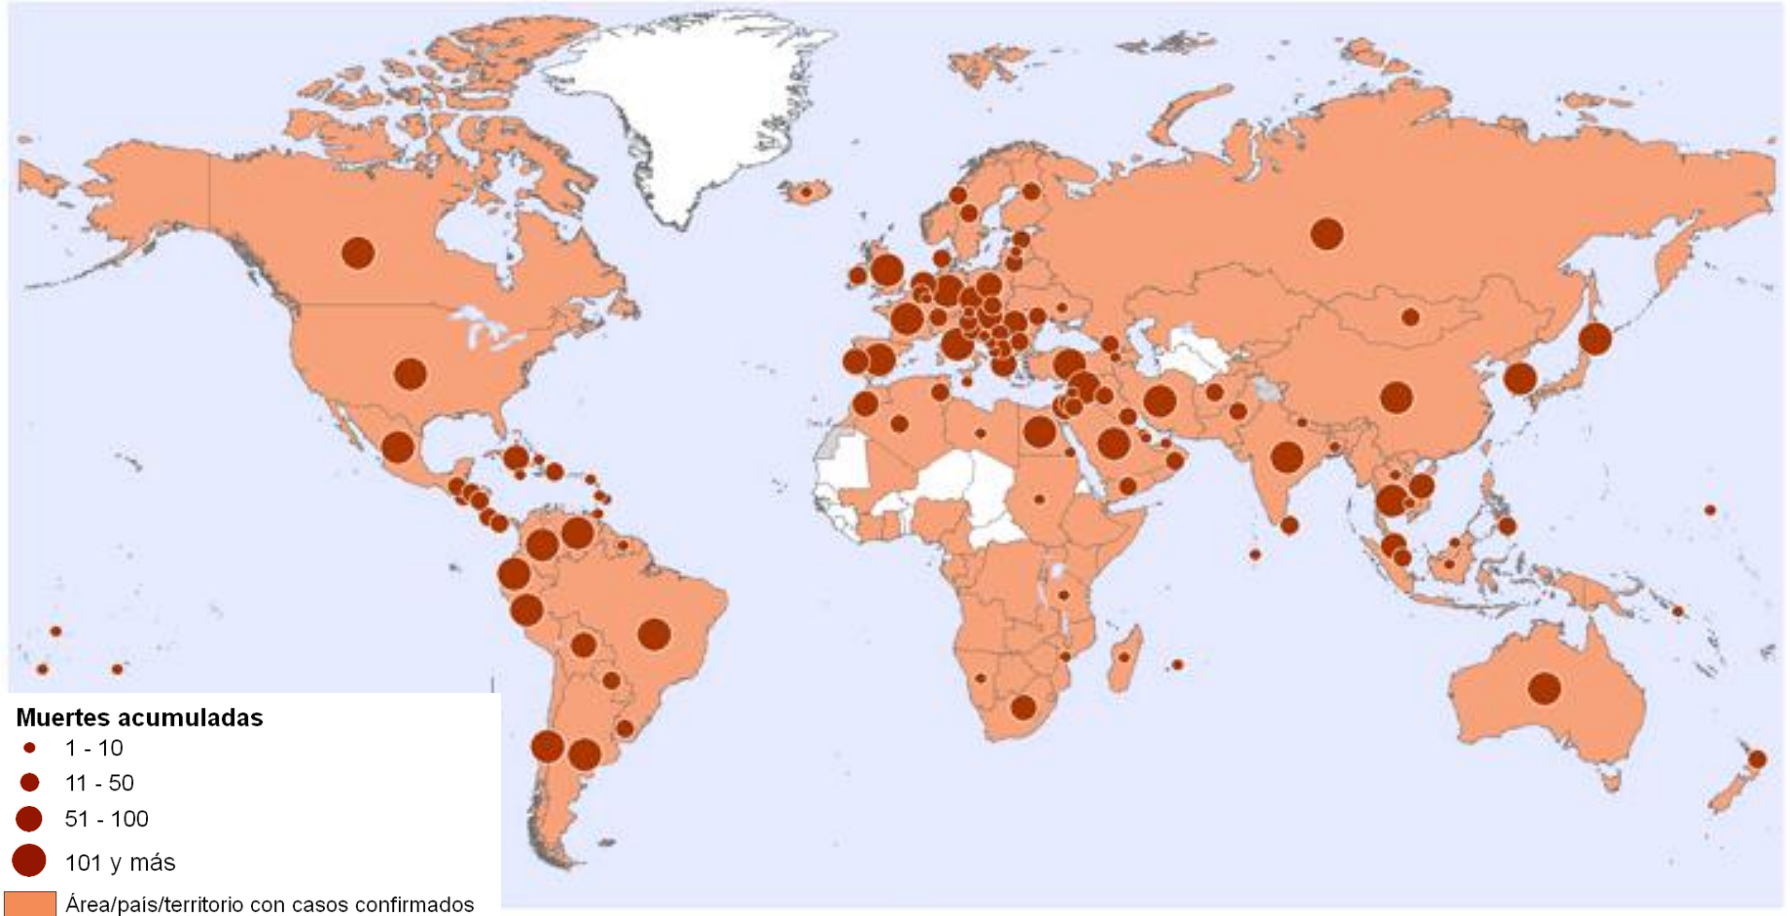 Muertes acumuladas
1 - 10
11 - 50
51 - 100
101 y más
Área/país/territorio con casos confirmados